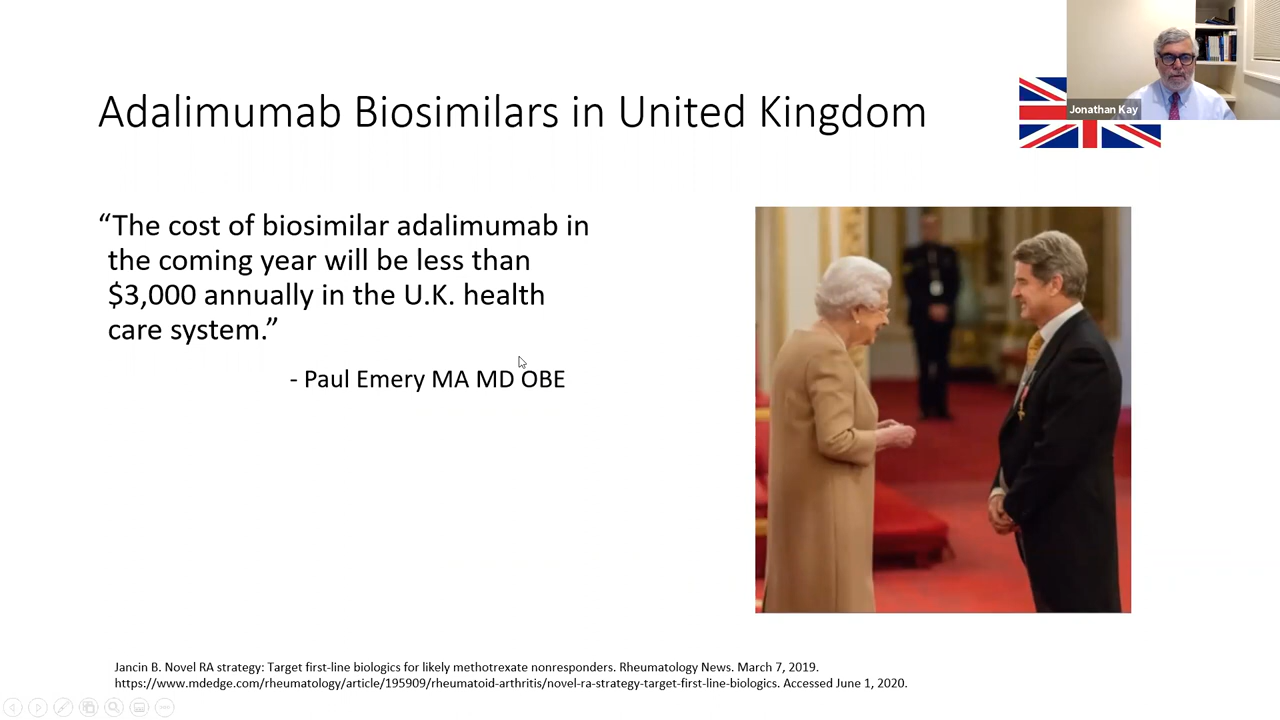 Jonathan Kay
Adalimumab Biosimilars in United Kingdom
“The cost of biosimilar adalimumab in
the coming year will be less than
$3,000 annually in the U.K. health
care system.”
- Paul Emery MA MD OBE
Jancin B. Novel RA strategy: Target first-line biologics for likely methotrexate nonresponders. Rheumatology News. March 7, 2019.
https://www.mdedge.com/rheumatology/article/195909/rheumatoid-arthritis/novel-ra-strategy-target-first-line-biologics. Accessed June 1, 2020.